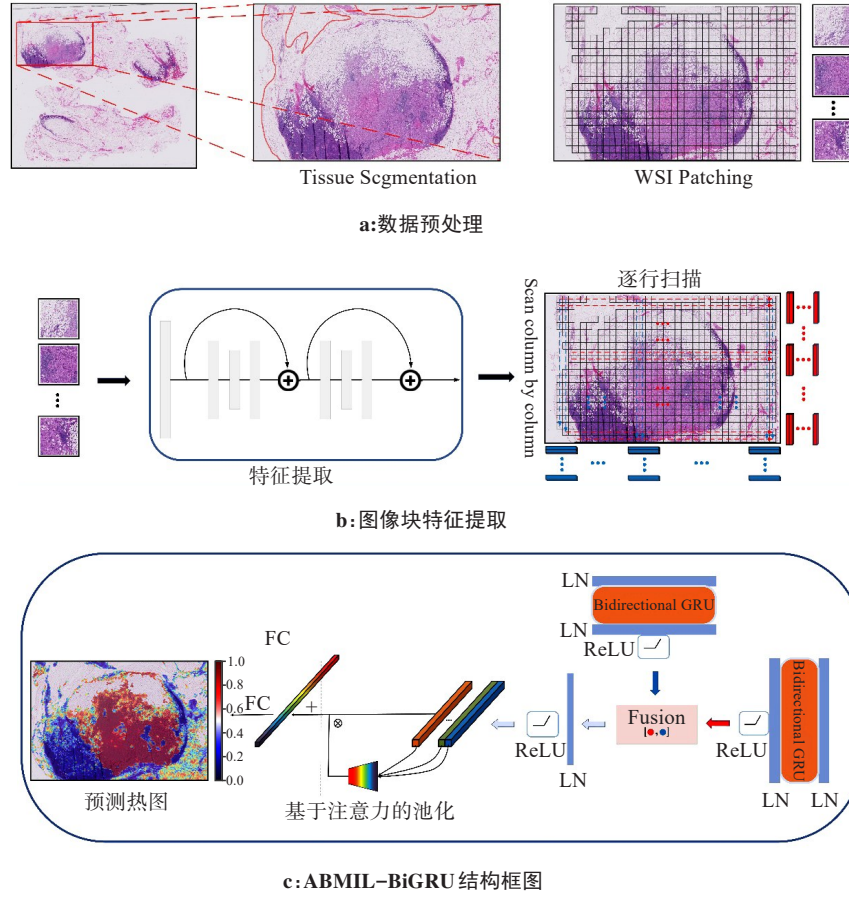 Tissue Scgmentation
WSI Patching
a:数据预处理
逐行扫描
Scan column by column
特征提取
b:图像块特征提取
LN
Bidirectional GRU
LN
ReLU
FC
1.0
0.8
0.6
0.4
0.2
0.0
FC
+
Fusion
[●,●]
ReLU
ReLU
Bidirectional GRU
LN
LN
LN
预测热图
基于注意力的池化
c:ABMIL-BiGRU结构框图